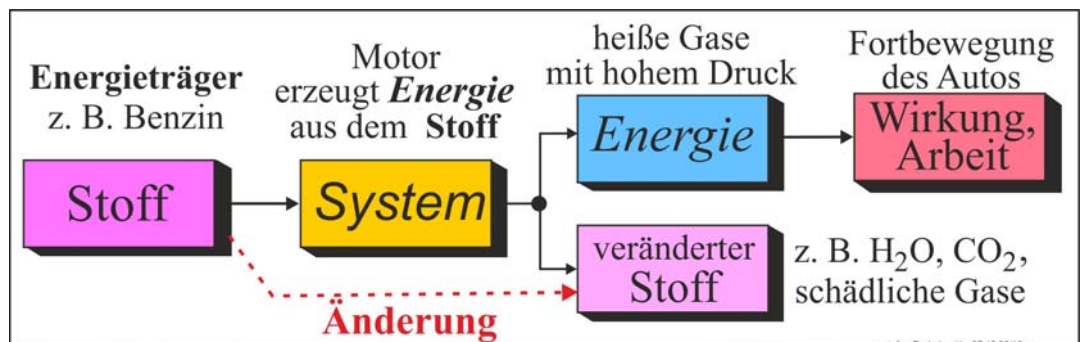 Energieträger
z. B. Benzin
Stoff
Motor
erzeugt Energie
aus dem Stoff
System
heiße Gase
mit hohem Druck
Energie
Fortbewegung
des Autos
Wirkung,
Arbeit
veränderter
Stoff
z. B. H₂O, CO₂,
schädliche Gase
Änderung